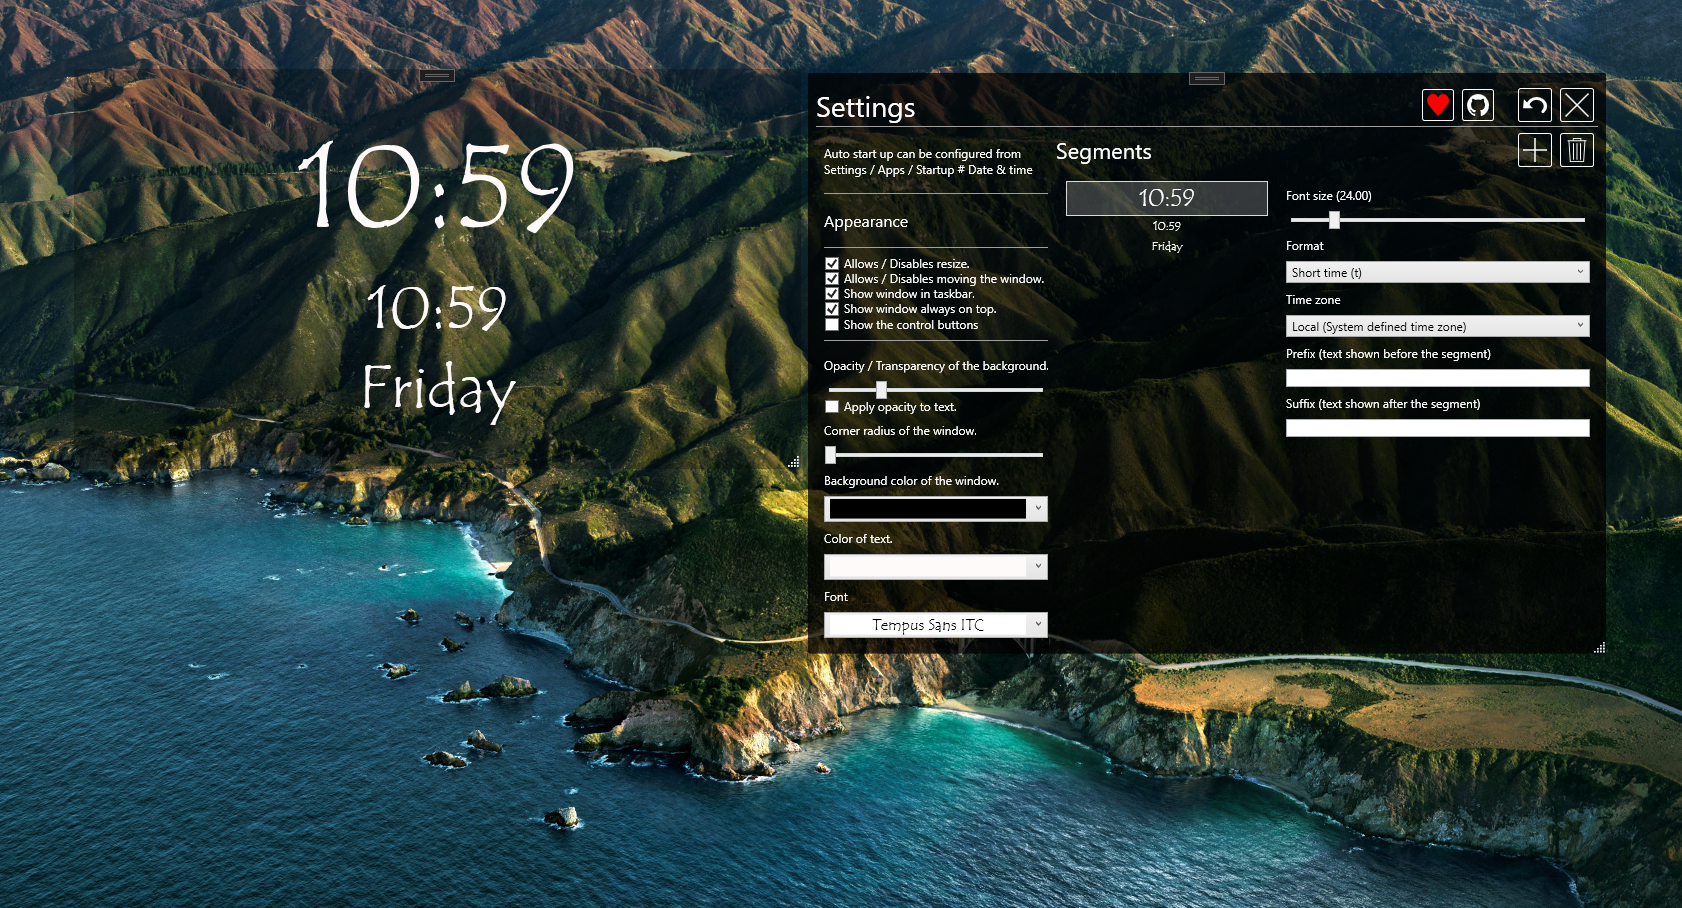 10:59
10:59
Friday
Settings
Auto start up can be configured from
Settings / Apps / Startup # Date & time
Appearance
Allows / Disables resize.
Allows / Disables moving the window.
Show window in taskbar.
Show window always on top.
Show the control buttons
Opacity / Transparency of the background.
Apply opacity to text.
Corner radius of the window.
Background color of the window.
Color of text.
Font
Tempus Sans ITC
Segments
10:59
10:59
Friday
Font size (24.00)
Format
Short time (t)
Time zone
Local (System defined time zone)
Prefix (text shown before the segment)
Suffix (text shown after the segment)